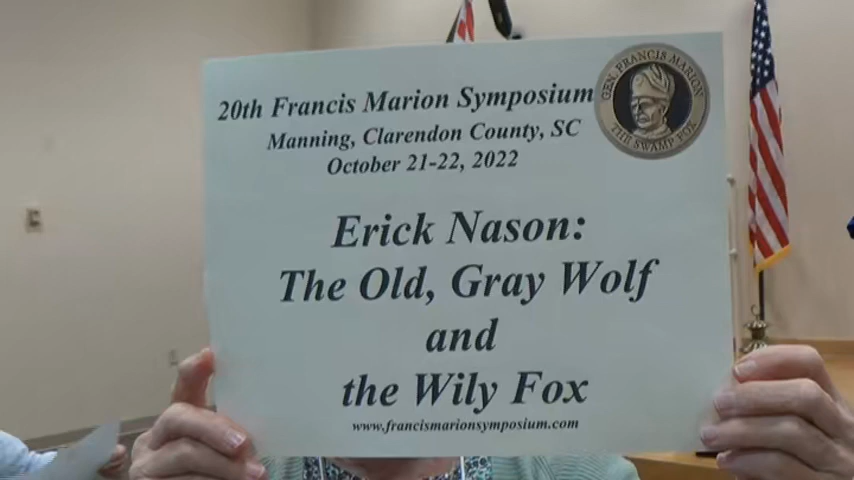 20th Francis Marion Symposium
Manning, Clarendon County, SC
October 21-22, 2022
GEN. FRANCIS MARION
THE SWAMP FOX
Erick Nason:
The Old, Gray Wolf
and
the Wily Fox
www.francismarionsymposium.com